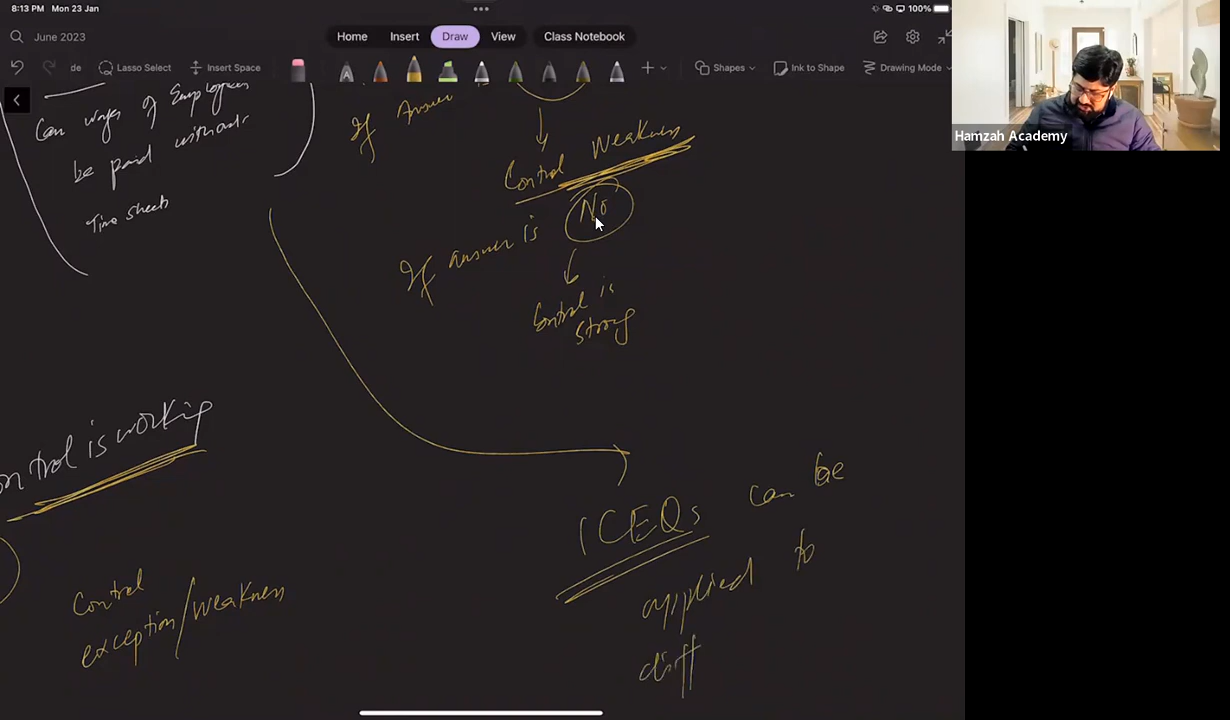 8:13 PM Mon 23 Jan
100%
June 2023
Home Insert Draw View Class Notebook
de Lasso Select Insert Space Shapes Ink to Shape Drawing Mode
Hamzah Academy
Can wages of Employees
be paid without
Time sheets
If Answer is
Control Weakness
If answer is No
Control is
strong
ontrol is working
Control
exception/weakness
ICEQs can be
applied to
diff